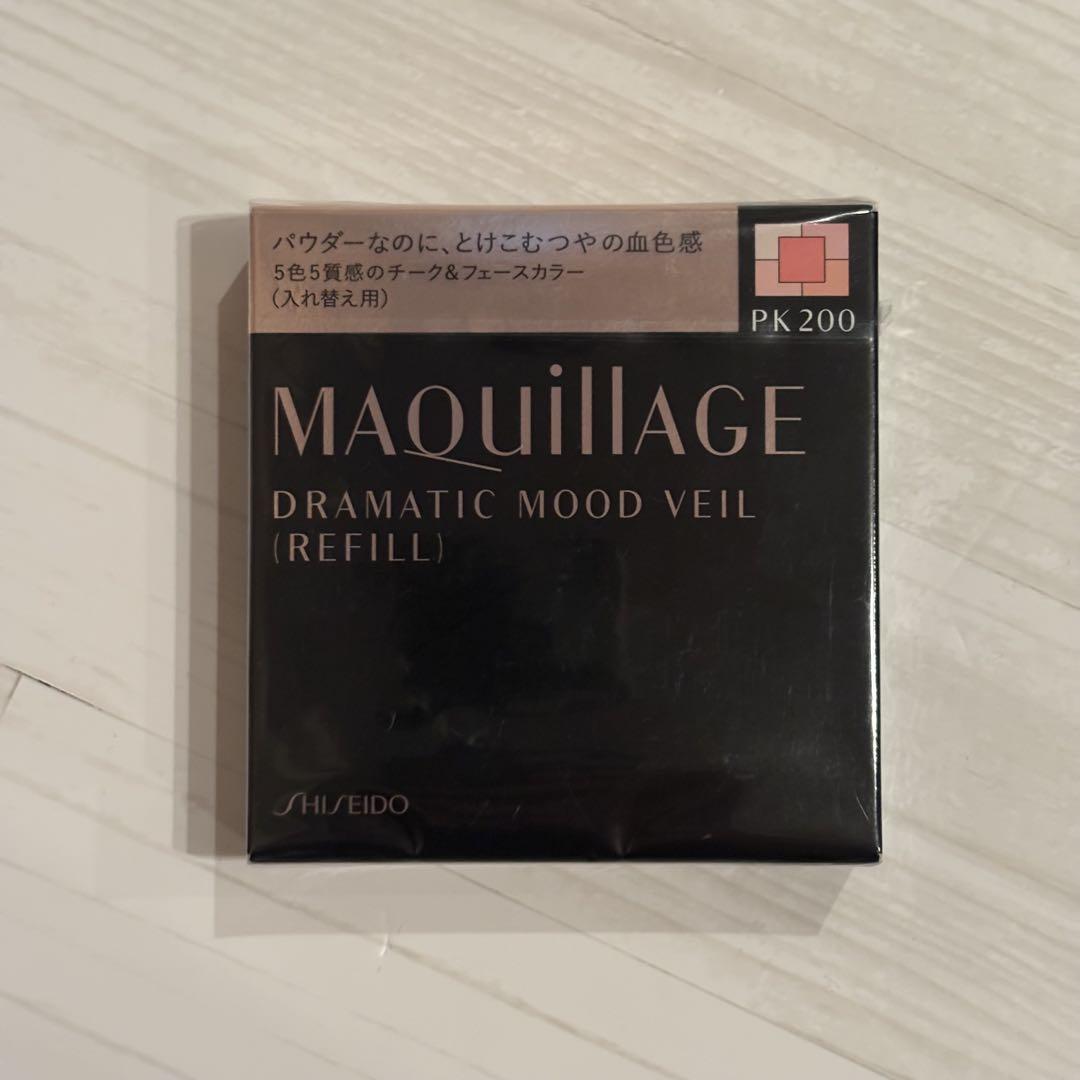 パウダーなのに、とけこむつやの血色感
5色5質感のチーク&フェースカラー
(入れ替え用)
PK 200
MAQuillAGE
DRAMATIC MOOD VEIL
(REFILL)
SHISEIDO